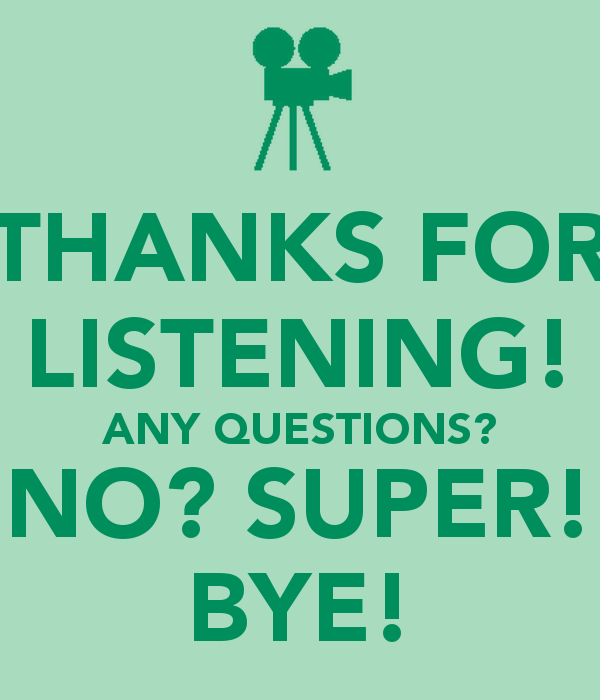 THANKS FOR
LISTENING!
ANY QUESTIONS?
NO? SUPER!
BYE!